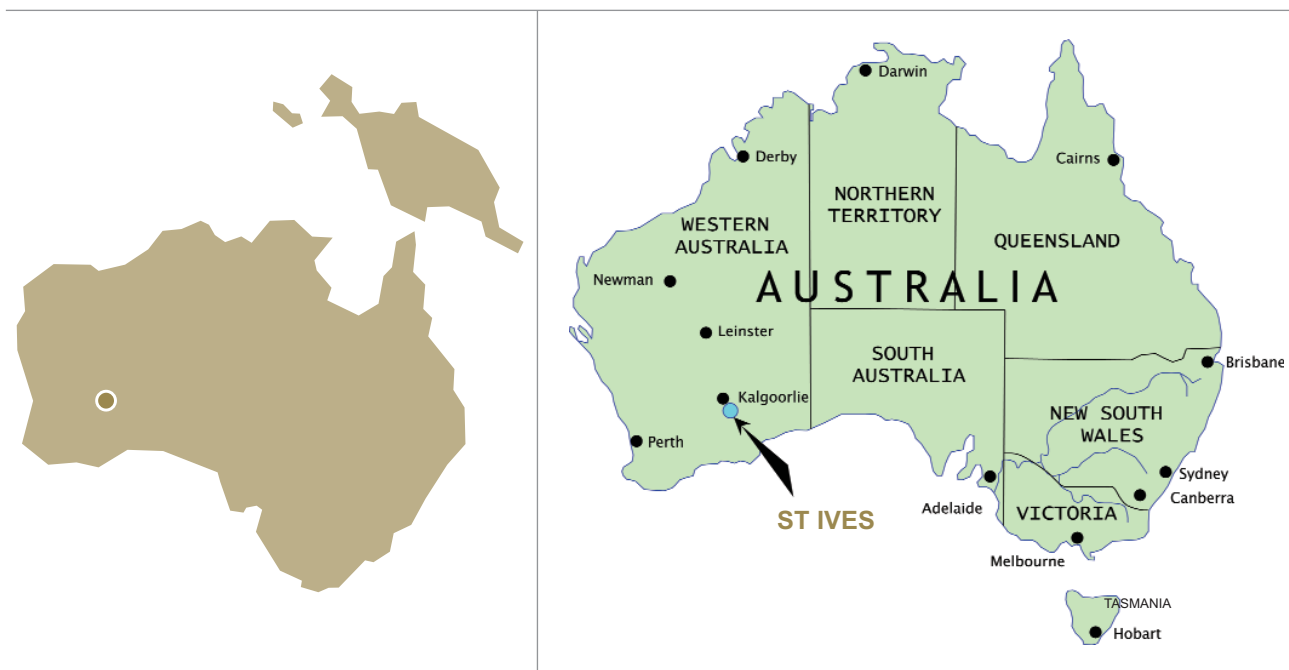 Darwin
Derby
Cairns
NORTHERN
TERRITORY
WESTERN
AUSTRALIA
QUEENSLAND
Newman
AUSTRALIA
Leinster
SOUTH
AUSTRALIA
Brisbane
Kalgoorlie
NEW SOUTH
WALES
Perth
Sydney
Canberra
Adelaide
VICTORIA
ST IVES
Melbourne
TASMANIA
Hobart